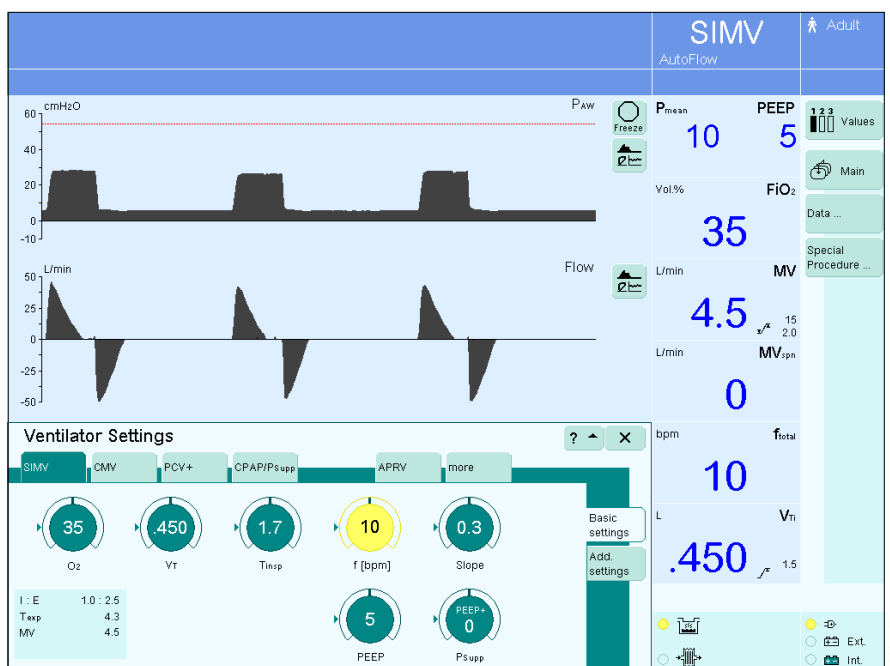 SIMV
AutoFlow
Adult
cmH2O
PAW
60
40
20
0
-10
Freeze
Pmean
PEEP
10
5
1 2 3
Values
Main
Data ...
Special
Procedure ...
Vol.%
FiO2
35
L/min
Flow
50
25
0
-25
-50
L/min
MV
4.5
15
2.0
L/min
MVspn
0
bpm
ftotal
10
L
VTi
.450
1.5
Ventilator Settings
?
SIMV
CMV
PCV+
CPAP/Psupp
APRV
more
35
.450
1.7
10
0.3
O2
VT
Tinsp
f [bpm]
Slope
Basic
settings
Add.
settings
I : E 1.0 : 2.5
Texp 4.3
MV 4.5
5
PEEP+
0
PEEP
Psupp
Ext.
Int.